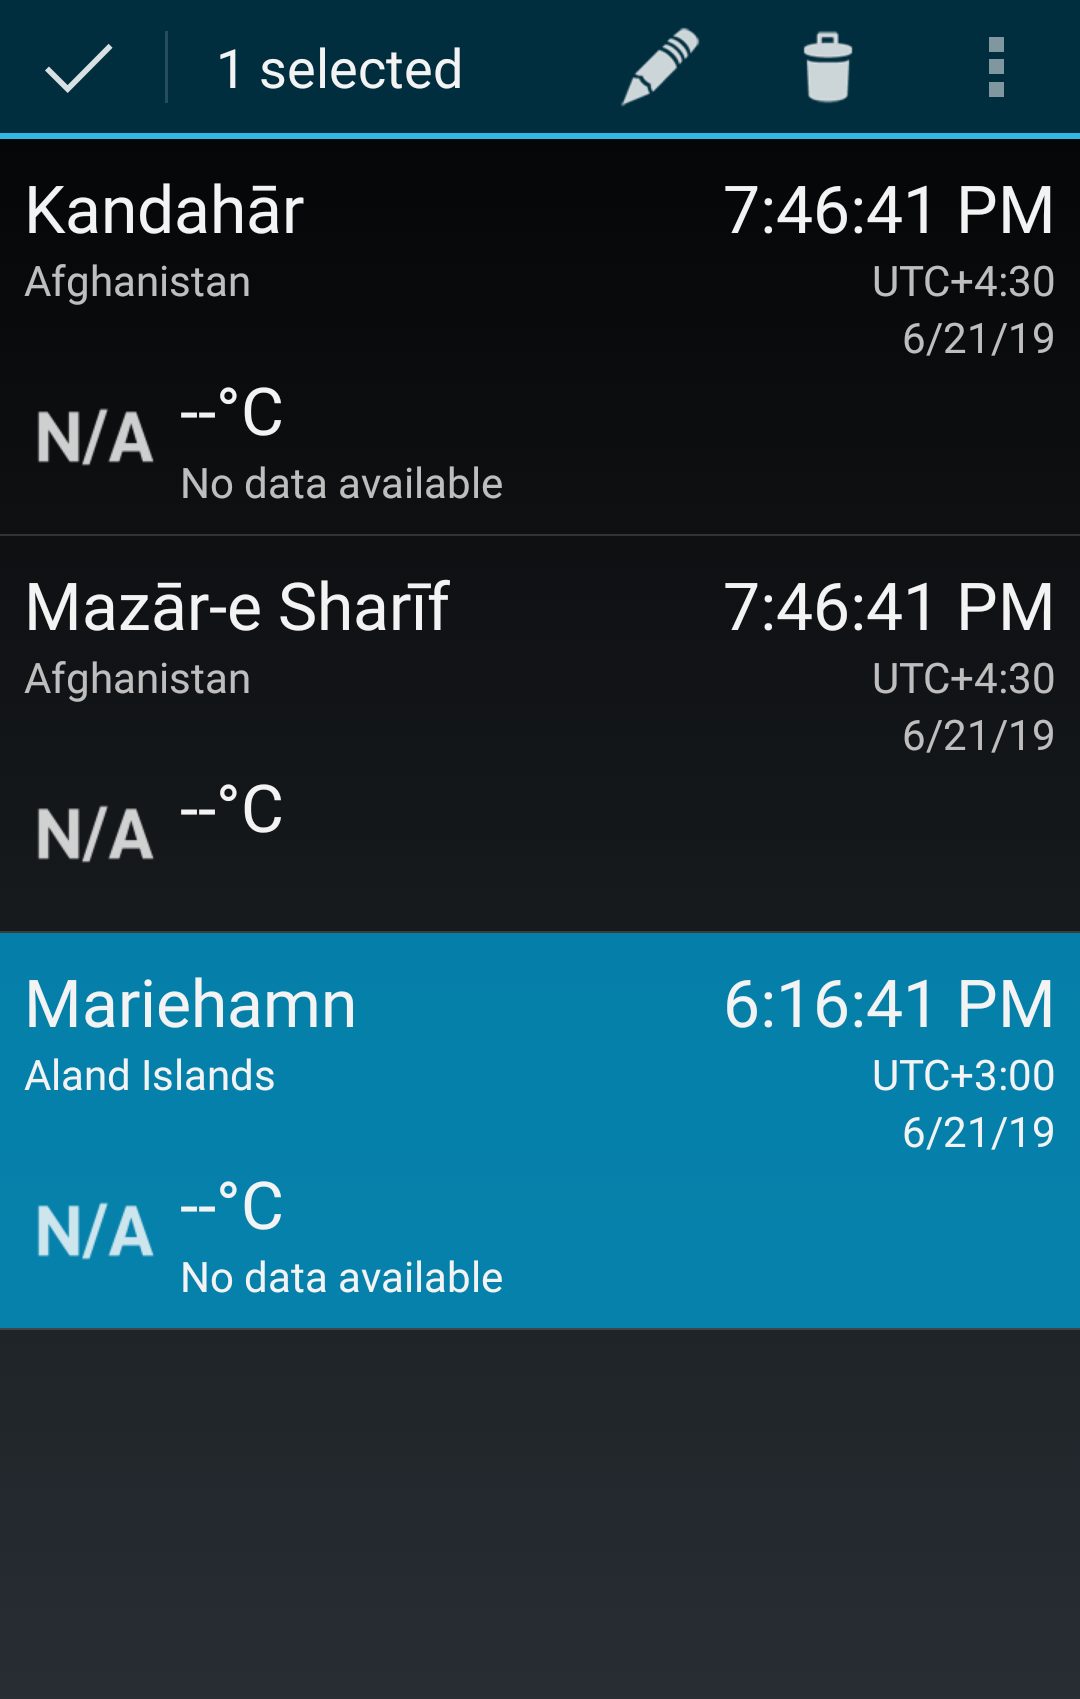 1 selected
Kandahār 7:46:41 PM
Afghanistan UTC+4:30
6/21/19
N/A --°C
No data available
Mazār-e Sharīf 7:46:41 PM
Afghanistan UTC+4:30
6/21/19
N/A --°C
Mariehamn 6:16:41 PM
Aland Islands UTC+3:00
6/21/19
N/A --°C
No data available